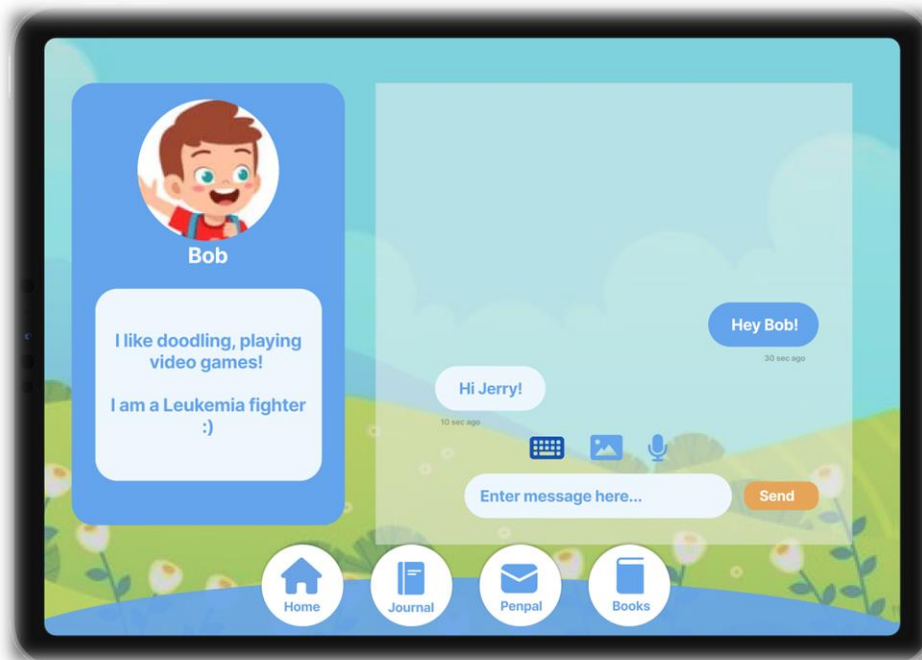 Bob
I like doodling, playing
video games!
I am a Leukemia fighter
:)
Hey Bob!
30 sec ago
Hi Jerry!
10 sec ago
Enter message here...
Send
Home
Journal
Penpal
Books